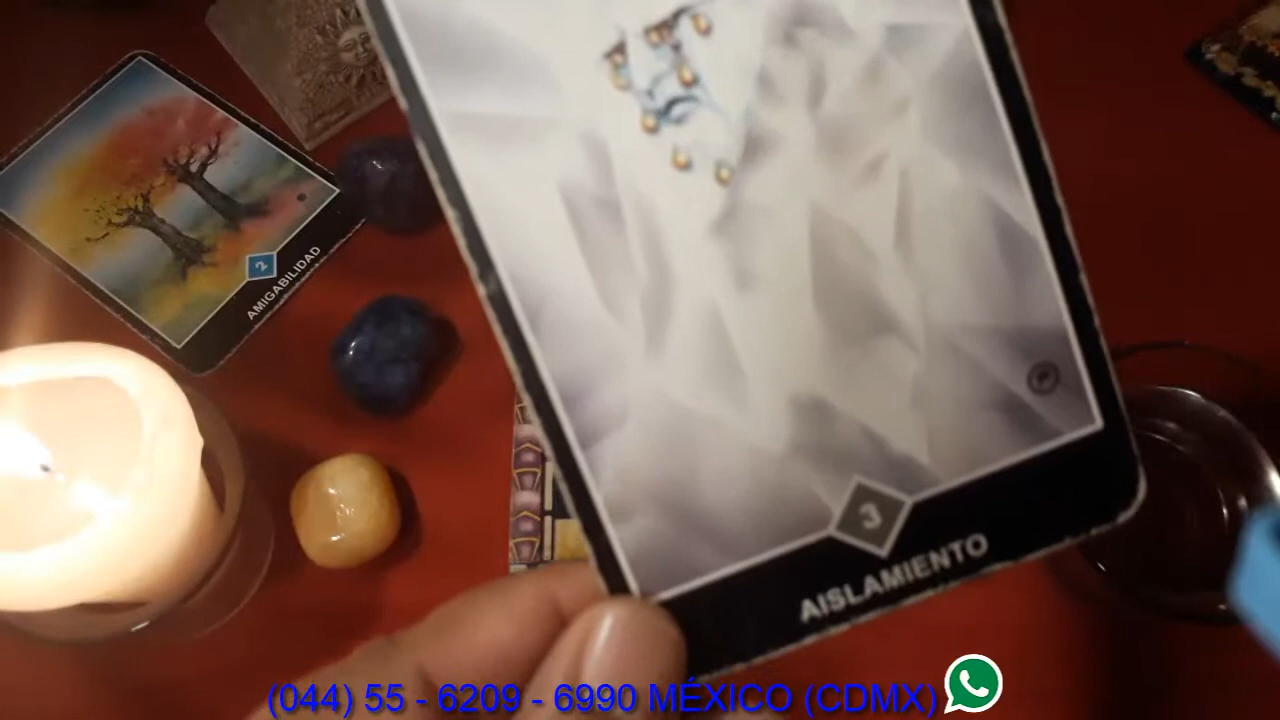 2
AMIGABILIDAD
3
AISLAMIENTO
(044) 55 - 6209 - 6990 MÉXICO (CDMX)